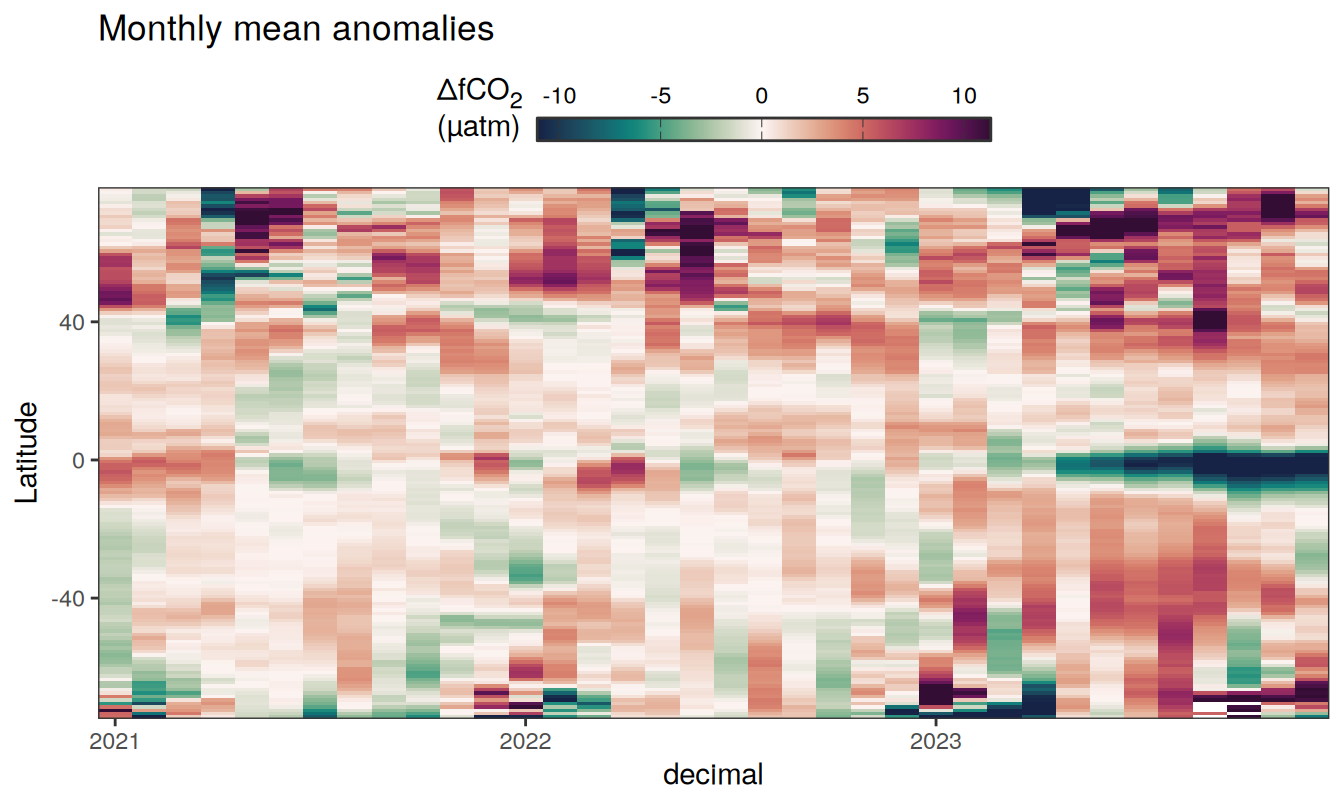 Monthly mean anomalies
ΔfCO₂
(µatm)
-10 -5 0 5 10
Latitude
40
0
-40
2021 2022 2023
decimal